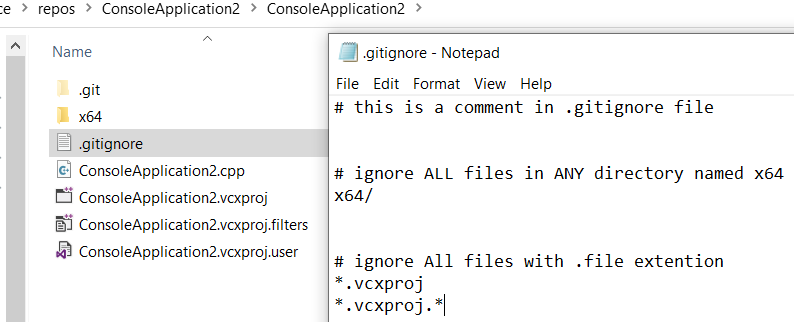 ce > repos > ConsoleApplication2 > ConsoleApplication2 >
Name
.git
x64
.gitignore
ConsoleApplication2.cpp
ConsoleApplication2.vcxproj
ConsoleApplication2.vcxproj.filters
ConsoleApplication2.vcxproj.user
.gitignore - Notepad
File Edit Format View Help
# this is a comment in .gitignore file
# ignore ALL files in ANY directory named x64
x64/
# ignore All files with .file extention
*.vcxproj
*.vcxproj.*